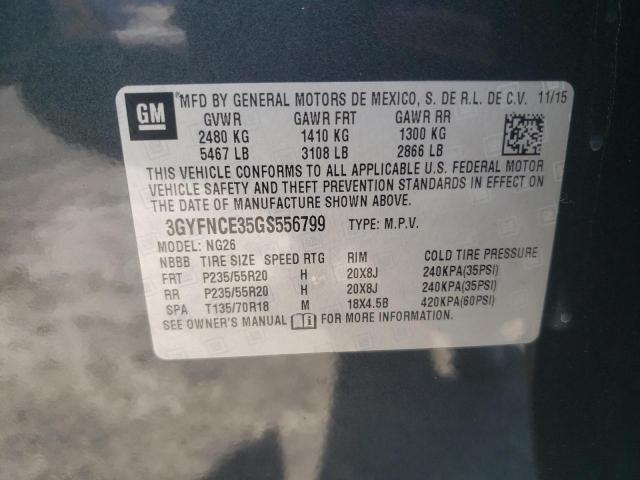 GM
MFD BY GENERAL MOTORS DE MEXICO, S. DE R.L. DE C.V. 11/15
GVWR GAWR FRT GAWR RR
2480 KG 1410 KG 1300 KG
5467 LB 3108 LB 2866 LB
THIS VEHICLE CONFORMS TO ALL APPLICABLE U.S. FEDERAL MOTOR
VEHICLE SAFETY AND THEFT PREVENTION STANDARDS IN EFFECT ON
THE DATE OF MANUFACTURE SHOWN ABOVE.
3GYFNCE35GS556799 TYPE: M.P.V.
MODEL: NG26
NBBB TIRE SIZE SPEED RTG RIM COLD TIRE PRESSURE
FRT P235/55R20 H 20X8J 240KPA(35PSI)
RR P235/55R20 H 20X8J 240KPA(35PSI)
SPA T135/70R18 M 18X4.5B 420KPA(60PSI)
SEE OWNER'S MANUAL FOR MORE INFORMATION.